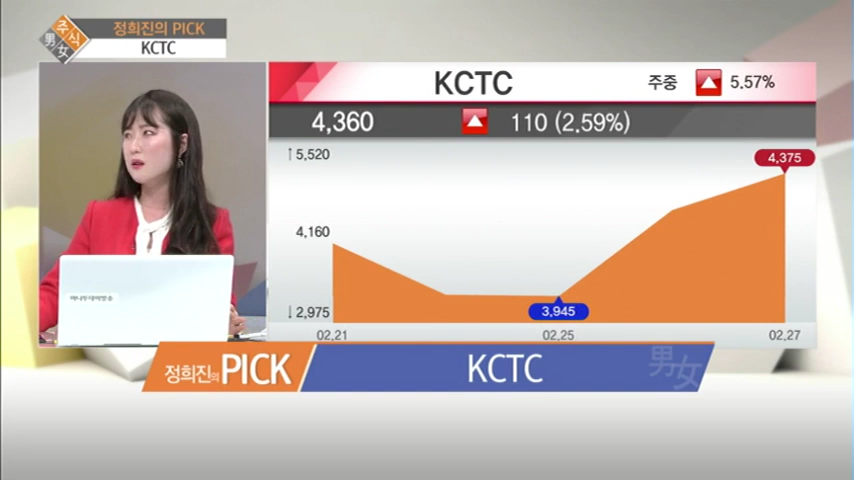 주식
男女
정희진의 PICK
KCTC
KCTC
주중 5.57%
4,360 110 (2.59%)
↑5,520
4,375
4,160
↓2,975
3,945
02.21 02.25 02.27
정희진의 PICK
KCTC
男女